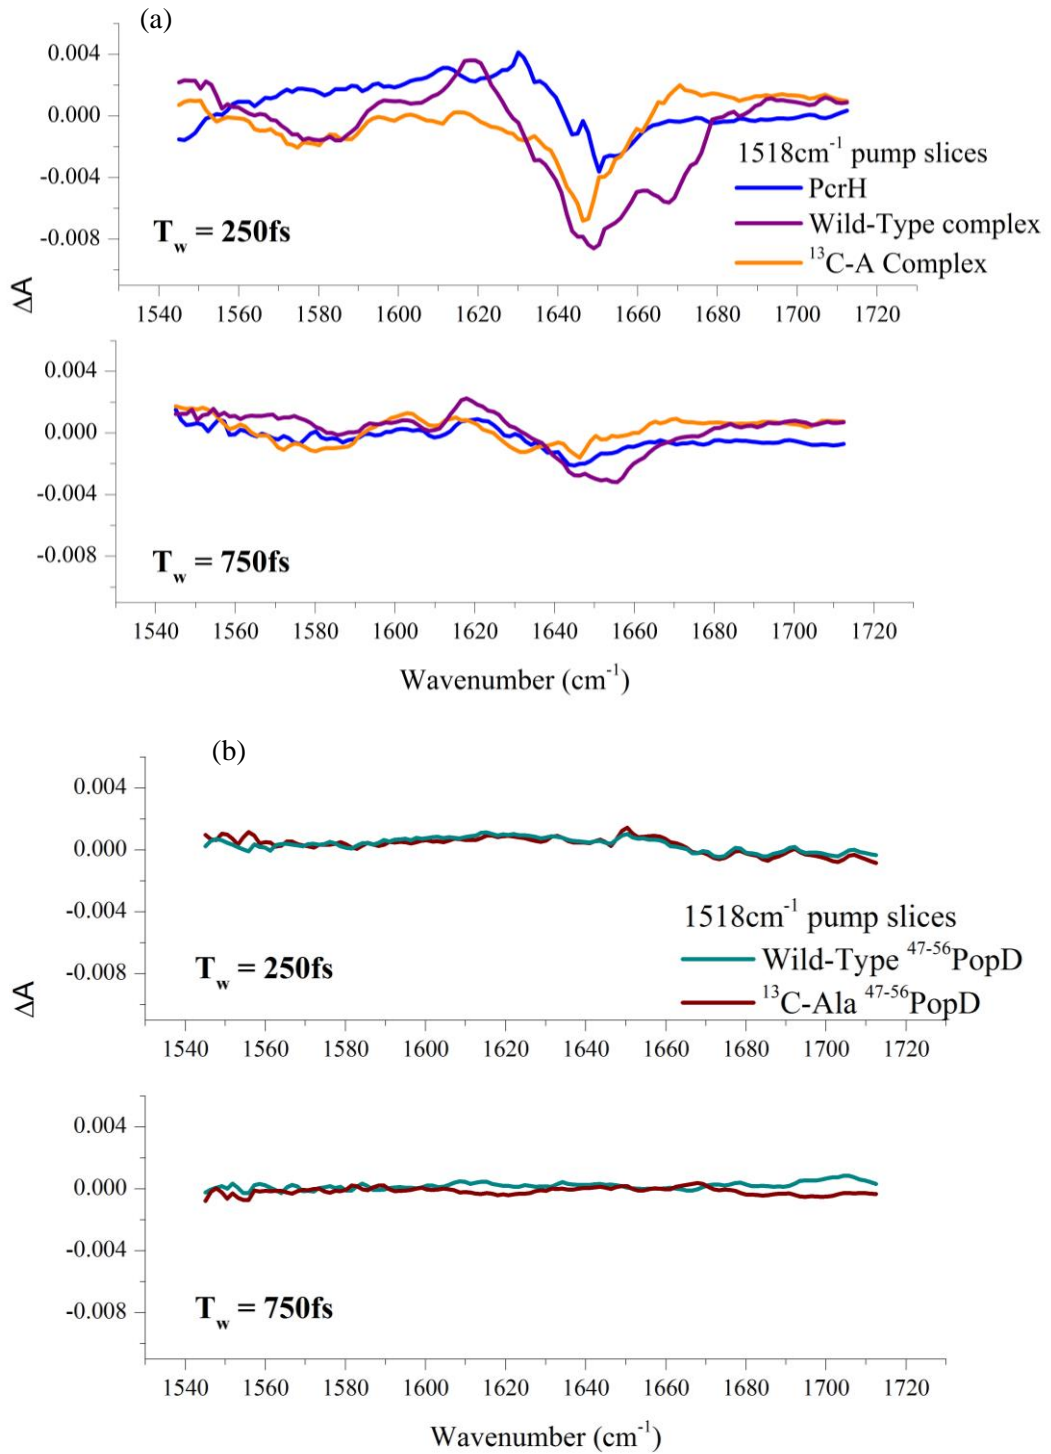 (a)
0.004
0.000
-0.004
-0.008
1518cm⁻¹ pump slices
PcrH
Wild-Type complex
¹³C-A Complex
T_w = 250fs
1540 1560 1580 1600 1620 1640 1660 1680 1700 1720
ΔA
0.004
0.000
-0.004
-0.008
T_w = 750fs
1540 1560 1580 1600 1620 1640 1660 1680 1700 1720
Wavenumber (cm⁻¹)
(b)
0.004
0.000
-0.004
-0.008
1518cm⁻¹ pump slices
Wild-Type ⁴⁷⁻⁵⁶PopD
¹³C-Ala ⁴⁷⁻⁵⁶PopD
T_w = 250fs
1540 1560 1580 1600 1620 1640 1660 1680 1700 1720
ΔA
0.004
0.000
-0.004
-0.008
T_w = 750fs
1540 1560 1580 1600 1620 1640 1660 1680 1700 1720
Wavenumber (cm⁻¹)